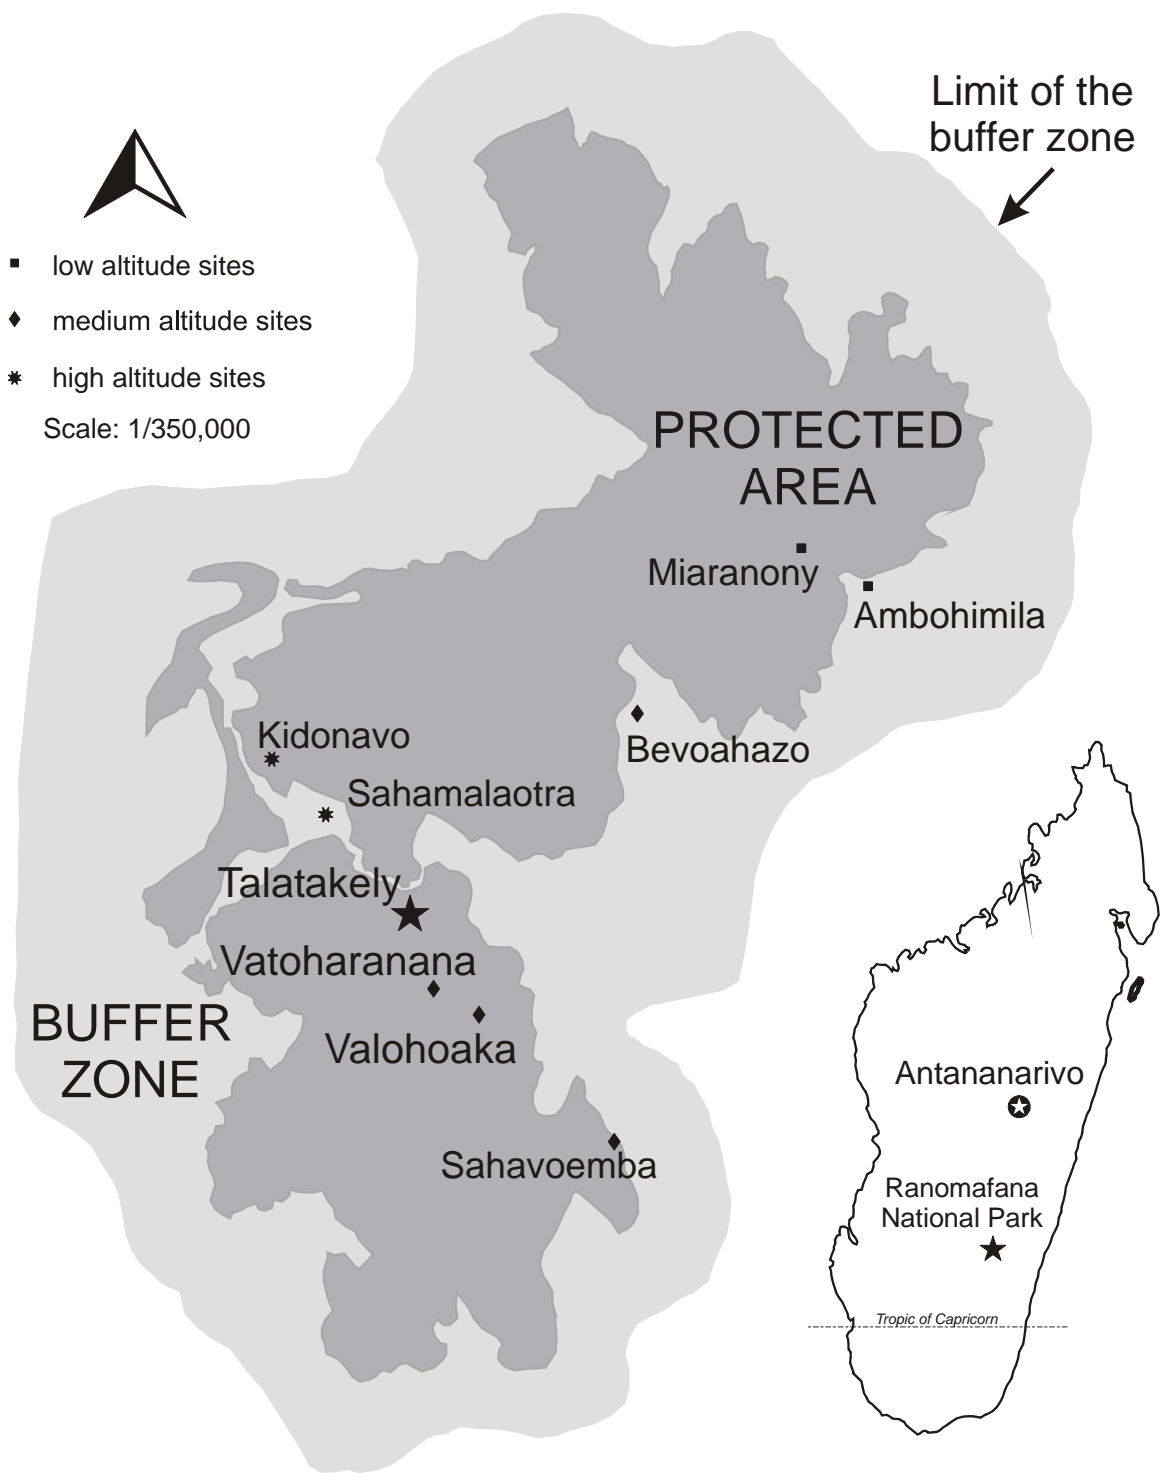 Limit of the
buffer zone
low altitude sites
medium altitude sites
high altitude sites
Scale: 1/350,000
PROTECTED
AREA
Miaranony
Ambohimila
Kidonavo
Bevoahazo
Sahamalaotra
Talatakely
Vatoharanana
BUFFER
ZONE
Valohoaka
Sahavoemba
Antananarivo
Ranomafana
National Park
Tropic of Capricorn